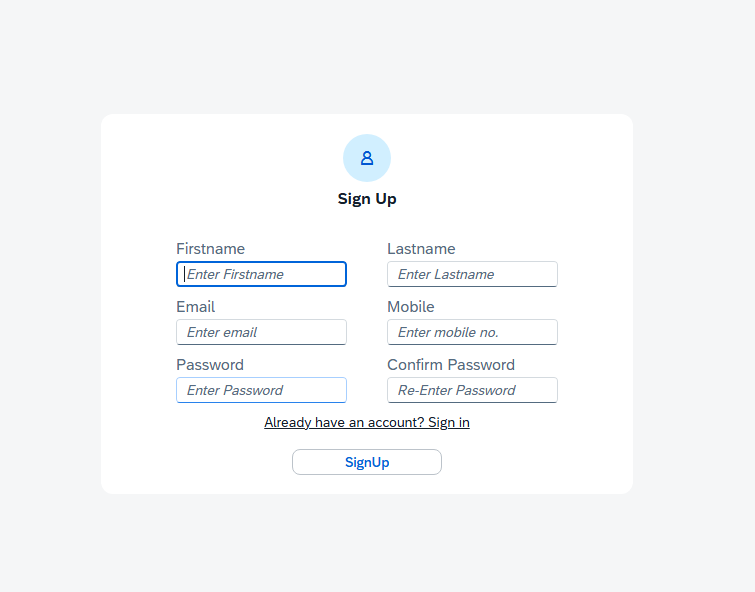 Sign Up
Firstname Lastname
Enter Firstname Enter Lastname
Email Mobile
Enter email Enter mobile no.
Password Confirm Password
Enter Password Re-Enter Password
Already have an account? Sign in
SignUp